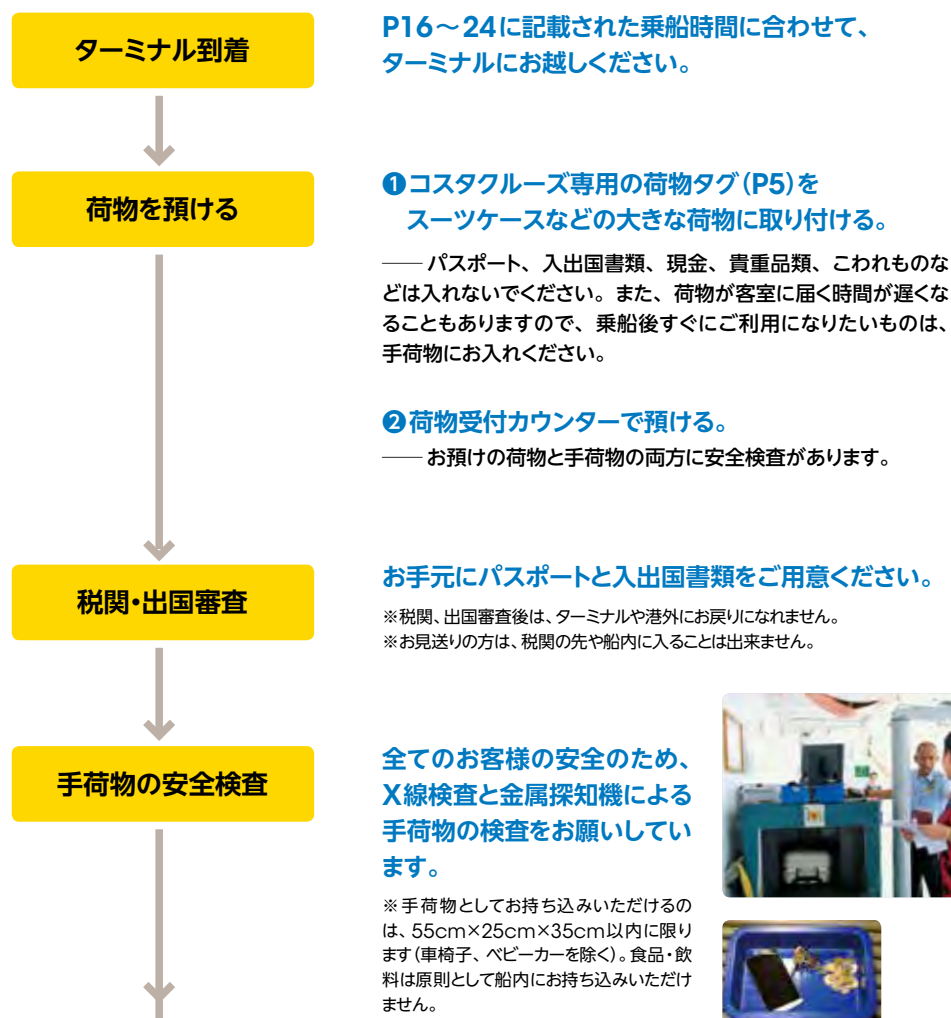 ターミナル到着
P16〜24に記載された乗船時間に合わせて、
ターミナルにお越しください。
荷物を預ける
❶コスタクルーズ専用の荷物タグ（P5）を
スーツケースなどの大きな荷物に取り付ける。
── パスポート、入出国書類、現金、貴重品類、こわれものな
どは入れないでください。また、荷物が客室に届く時間が遅くな
ることもありますので、乗船後すぐにご利用になりたいものは、
手荷物にお入れください。
❷荷物受付カウンターで預ける。
── お預けの荷物と手荷物の両方に安全検査があります。
税関・出国審査
お手元にパスポートと入出国書類をご用意ください。
※税関、出国審査後は、ターミナルや港外にお戻りになれません。
※お見送りの方は、税関の先や船内に入ることは出来ません。
手荷物の安全検査
全てのお客様の安全のため、
X線検査と金属探知機による
手荷物の検査をお願いしてい
ます。
※手荷物としてお持ち込みいただけるの
は、55cm×25cm×35cm以内に限り
ます（車椅子、ベビーカーを除く）。食品・飲
料は原則として船内にお持ち込みいただけ
ません。